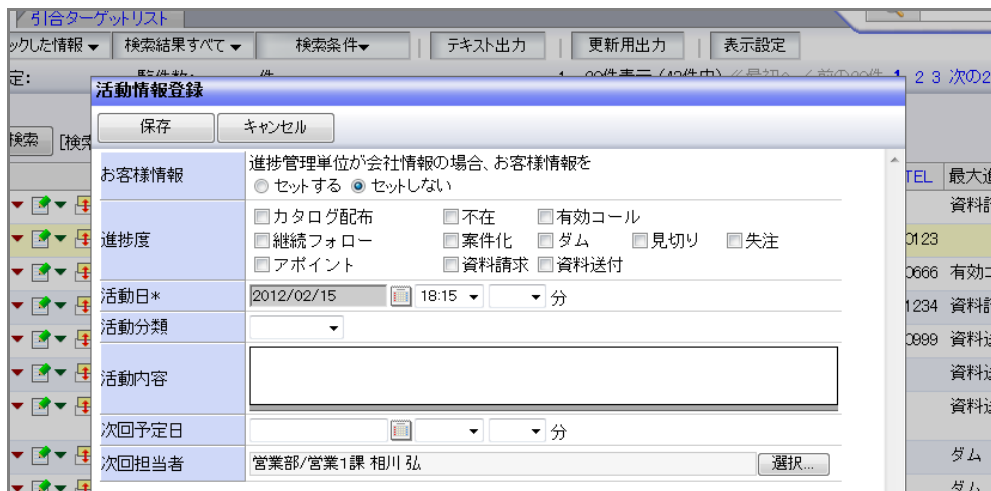 引合ターゲットリスト
ックした情報 検索結果すべて 検索条件 | テキスト出力 | 更新用出力 | 表示設定
定:
1 2 3 次の2
活動情報登録
検索 [検索
保存 キャンセル
TEL 最大進
お客様情報 進捗管理単位が会社情報の場合、お客様情報を
セットする セットしない
資料請
進捗度 カタログ配布 不在 有効コール
継続フォロー 案件化 ダム 見切り 失注
0123
アポイント 資料請求 資料送付
0666 有効コ
活動日* 2012/02/15 18:15 分
1234 資料請
活動分類
0999 資料送
活動内容
資料送
資料送
次回予定日 分
次回担当者 営業部/営業1課 相川 弘 選択...
ダム
ダム